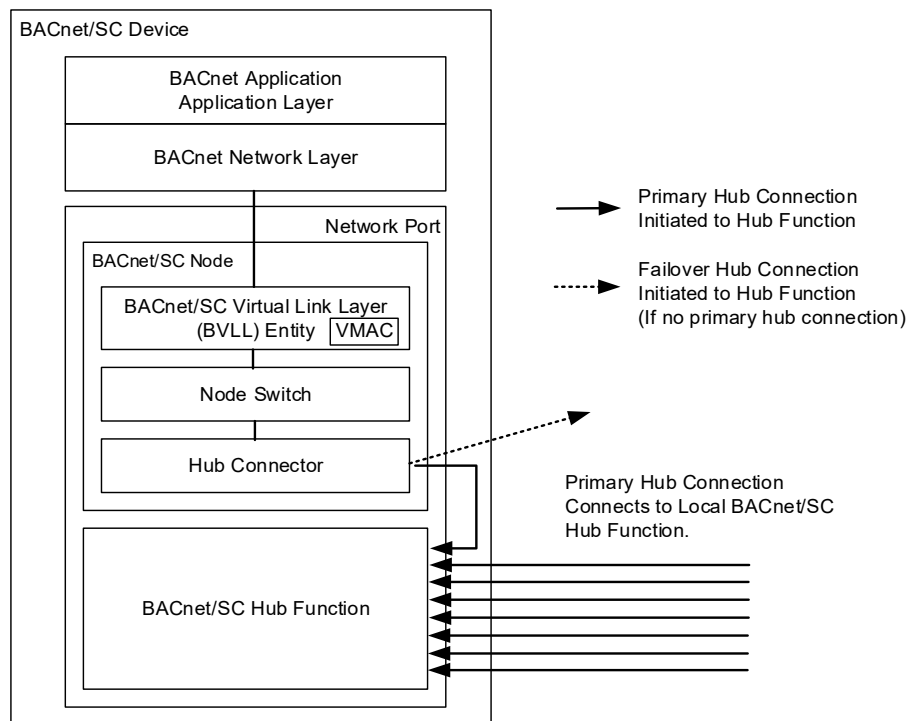 BACnet/SC Device
BACnet Application
Application Layer
BACnet Network Layer
Network Port
BACnet/SC Node
BACnet/SC Virtual Link Layer
(BVLL) Entity VMAC
Node Switch
Hub Connector
BACnet/SC Hub Function
Primary Hub Connection
Initiated to Hub Function
Failover Hub Connection
Initiated to Hub Function
(If no primary hub connection)
Primary Hub Connection
Connects to Local BACnet/SC
Hub Function.